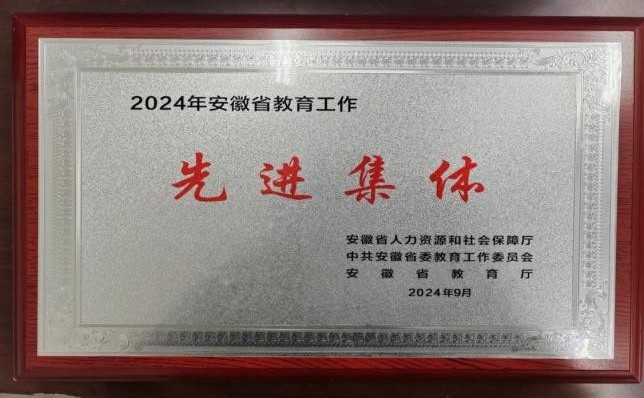 2024年安徽省教育工作
先进集体
安徽省人力资源和社会保障厅
中共安徽省委教育工作委员会
安徽省教育厅
2024年9月